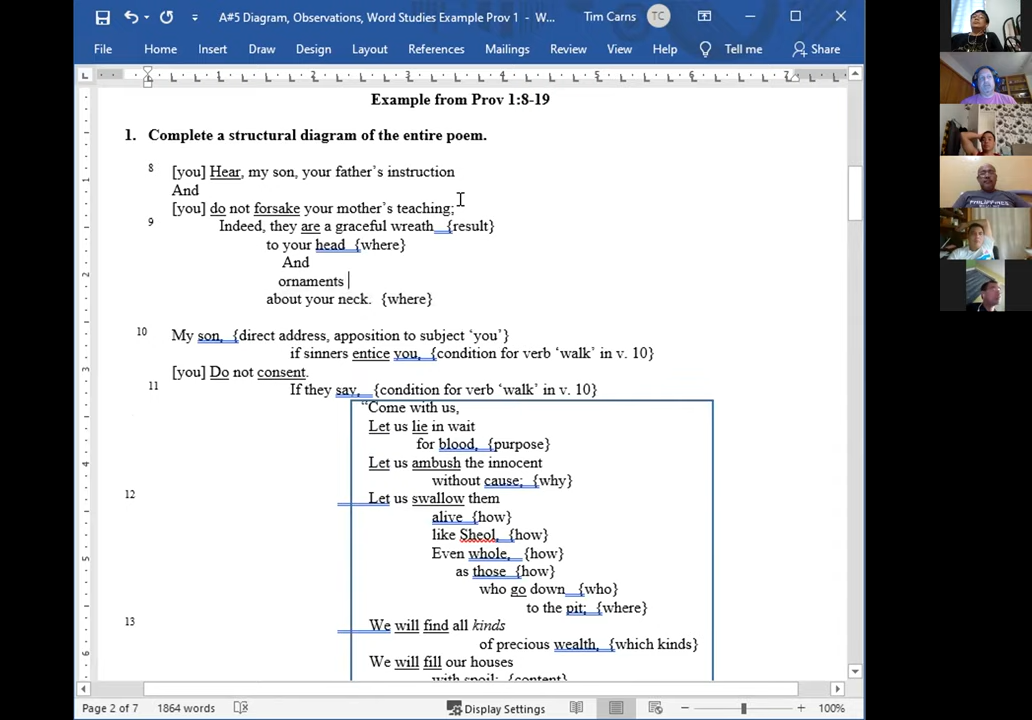 A#5 Diagram, Observations, Word Studies Example Prov 1 - W...
Tim Carns
TC
File Home Insert Draw Design Layout References Mailings Review View Help Tell me Share
Example from Prov 1:8-19
1. Complete a structural diagram of the entire poem.
8 [you] Hear, my son, your father's instruction
And
[you] do not forsake your mother's teaching;
9 Indeed, they are a graceful wreath {result}
to your head {where}
And
ornaments
about your neck. {where}
10 My son, {direct address, apposition to subject 'you'}
if sinners entice you, {condition for verb 'walk' in v. 10}
[you] Do not consent.
11 If they say, {condition for verb 'walk' in v. 10}
"Come with us,
Let us lie in wait
for blood, {purpose}
Let us ambush the innocent
without cause; {why}
12 Let us swallow them
alive {how}
like Sheol, {how}
Even whole, {how}
as those {how}
who go down {who}
to the pit; {where}
13 We will find all kinds
of precious wealth, {which kinds}
We will fill our houses
with spoil; {content}
Page 2 of 7 1864 words Display Settings 100%
PHILIPPINES